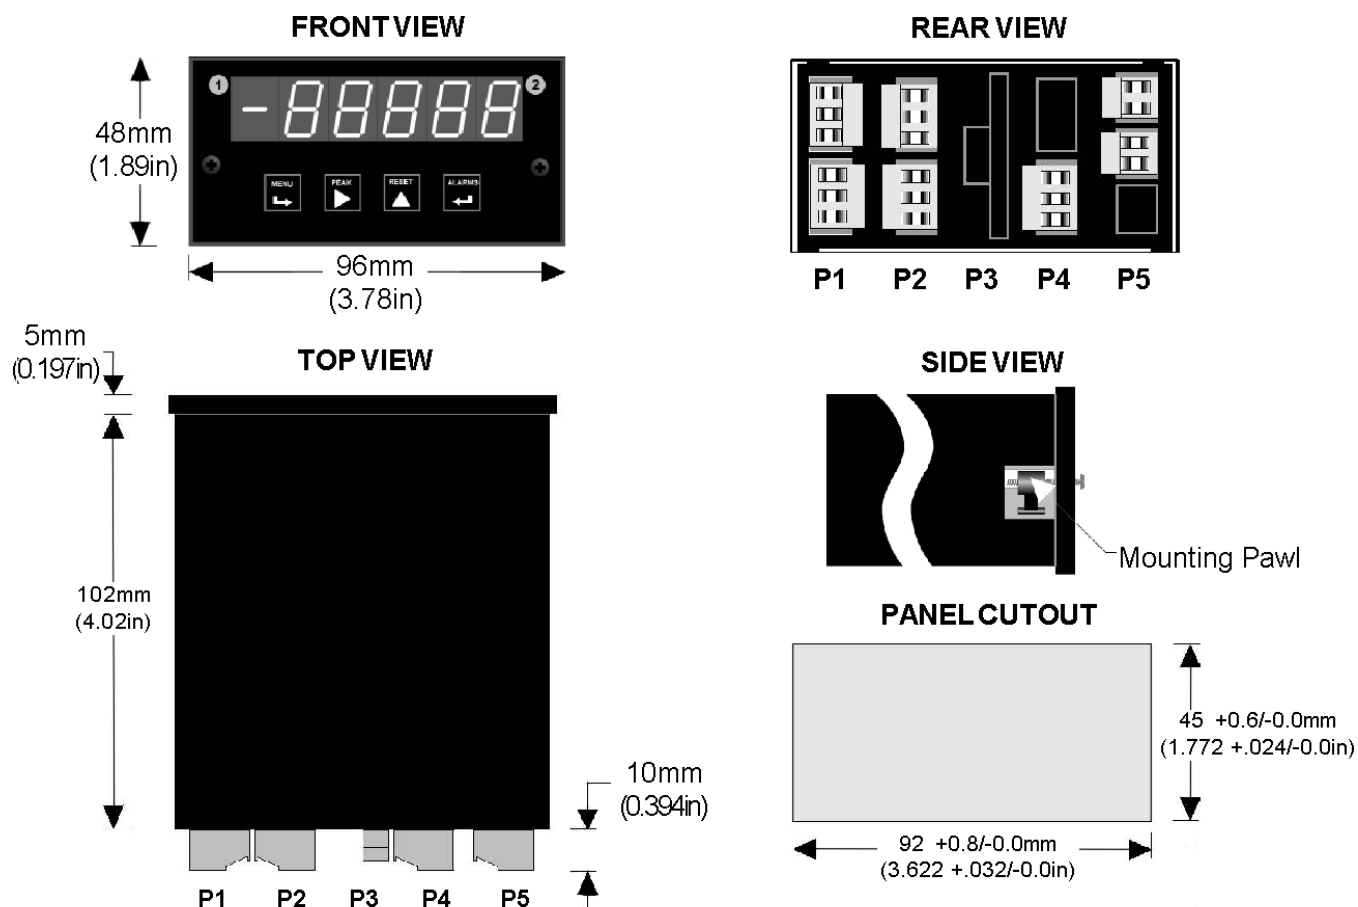 FRONT VIEW
1
2
-88888
MENU
PEAK
RESET
ALARMS
48mm
(1.89in)
96mm
(3.78in)
REAR VIEW
P1 P2 P3 P4 P5
TOP VIEW
5mm
(0.197in)
102mm
(4.02in)
10mm
(0.394in)
P1 P2 P3 P4 P5
SIDE VIEW
Mounting Pawl
PANEL CUTOUT
45 +0.6/-0.0mm
(1.772 +.024/-0.0in)
92 +0.8/-0.0mm
(3.622 +.032/-0.0in)